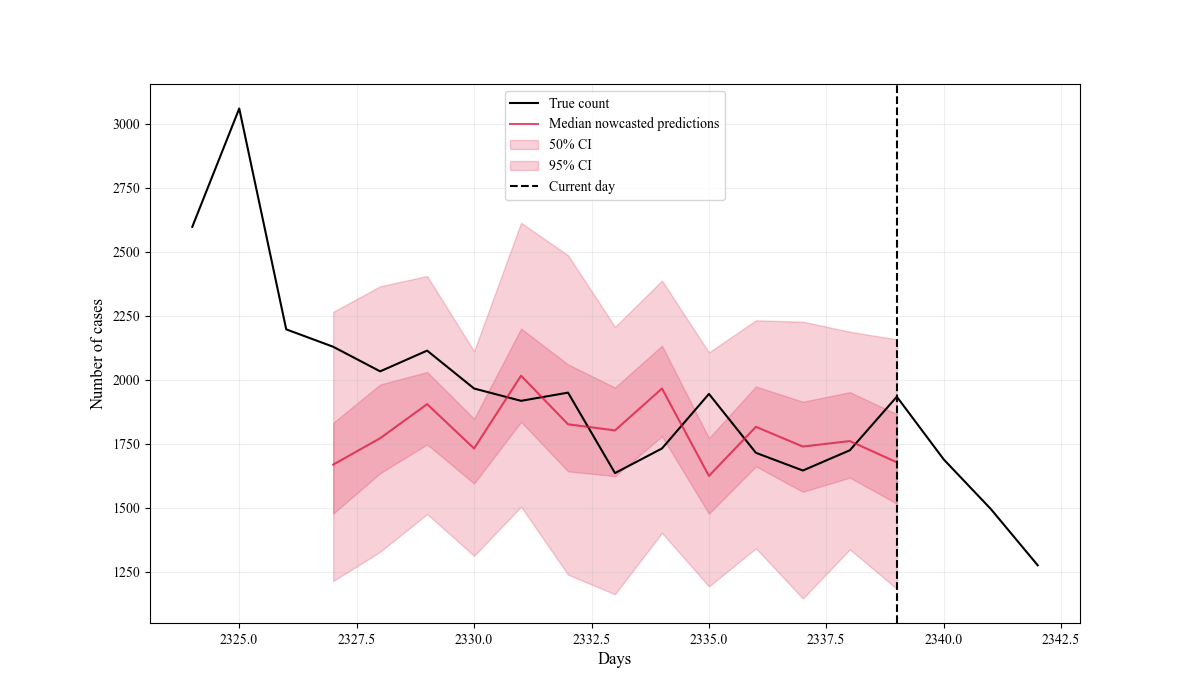 True count
Median nowcasted predictions
50% CI
95% CI
Current day
Number of cases
3000
2750
2500
2250
2000
1750
1500
1250
2325.0 2327.5 2330.0 2332.5 2335.0 2337.5 2340.0 2342.5
Days